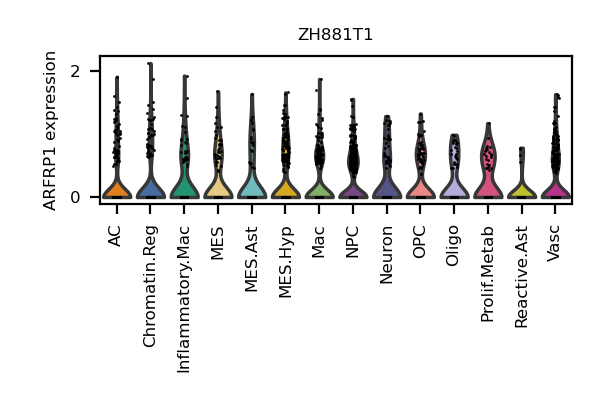 ZH881T1
ARFRP1 expression
2
0
AC
Chromatin.Reg
Inflammatory.Mac
MES
MES.Ast
MES.Hyp
Mac
NPC
Neuron
OPC
Oligo
Prolif.Metab
Reactive.Ast
Vasc